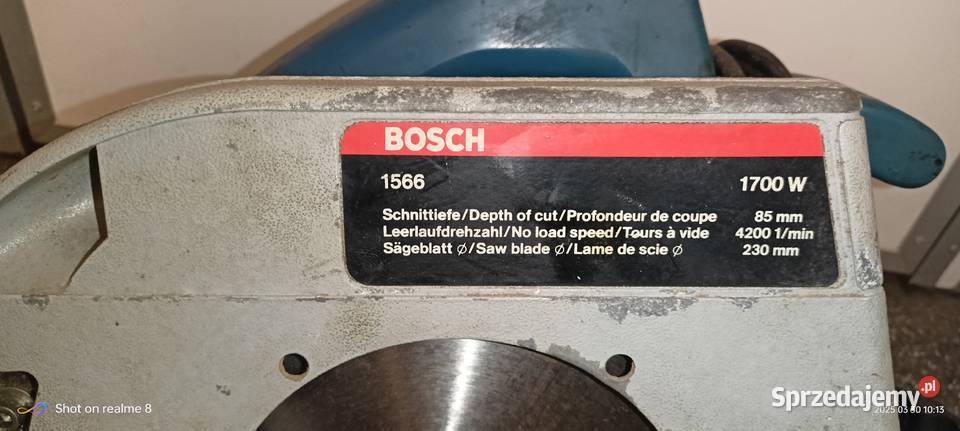 BOSCH
1566 1700 W
Schnittiefe/Depth of cut/Profondeur de coupe 85 mm
Leerlaufdrehzahl/No load speed/Tours à vide 4200 1/min
Sägeblatt ⌀/Saw blade ⌀/Lame de scie ⌀ 230 mm
Shot on realme 8
Sprzedajemy.pl
2025 03 30 10:13